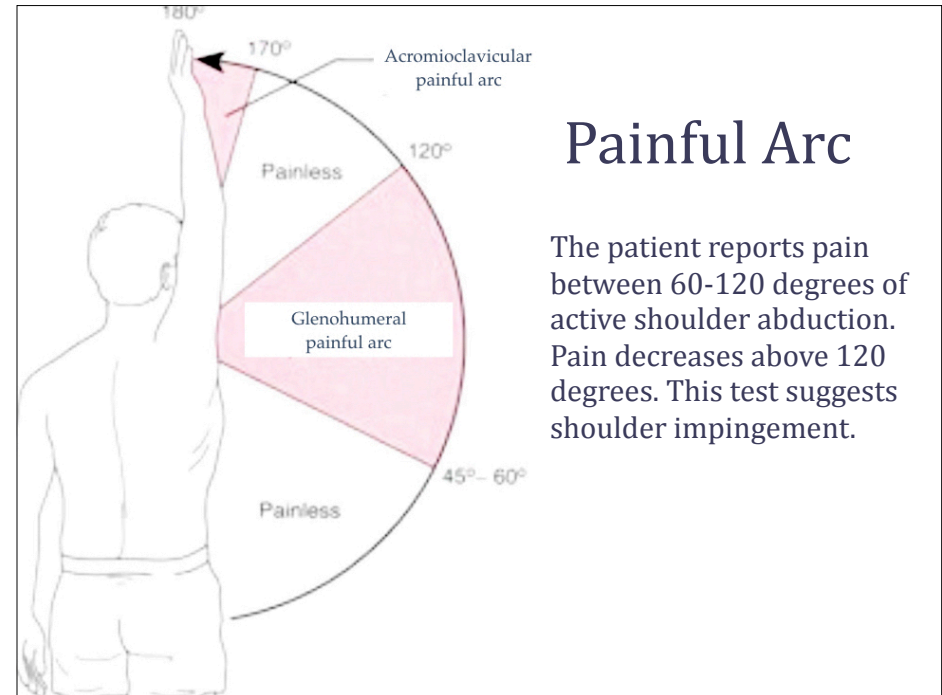 180°
170°
Acromioclavicular
painful arc
Painless
120°
Glenohumeral
painful arc
45°– 60°
Painless
Painful Arc
The patient reports pain
between 60-120 degrees of
active shoulder abduction.
Pain decreases above 120
degrees. This test suggests
shoulder impingement.